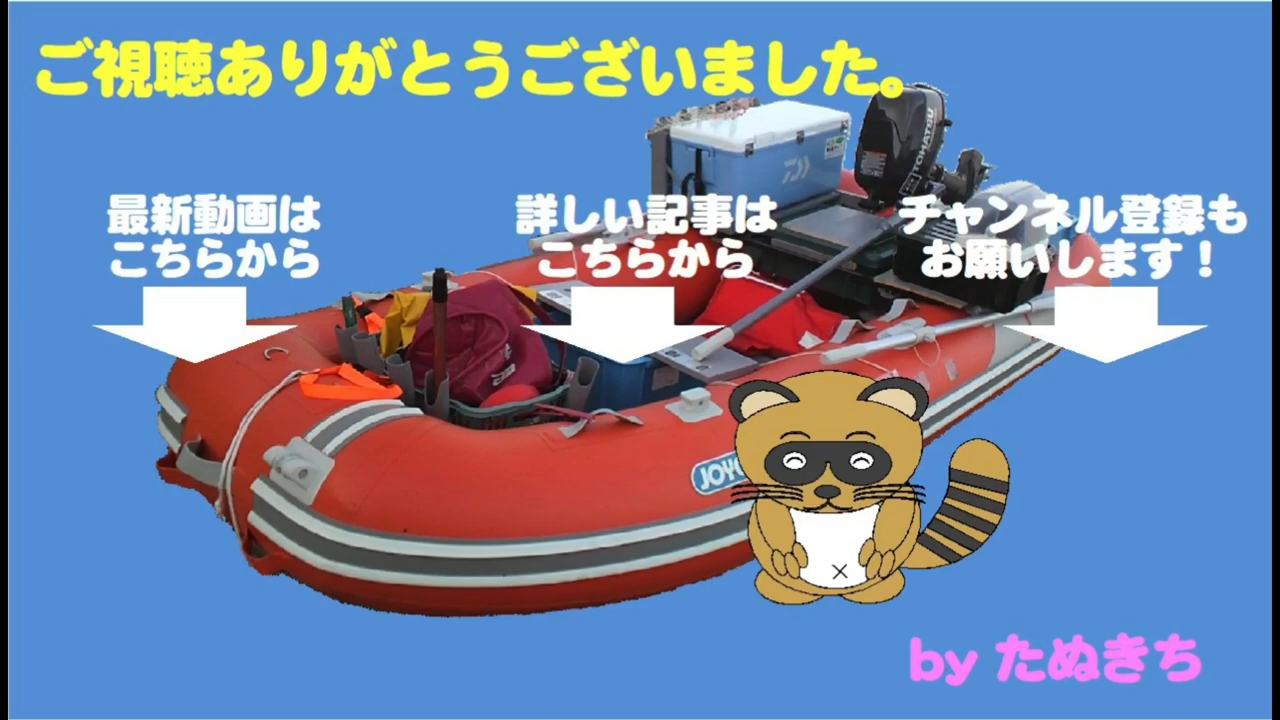 ご視聴ありがとうございました。
TOHATSU
最新動画は
こちらから
詳しい記事は
こちらから
チャンネル登録も
お願いします！
by たぬきち